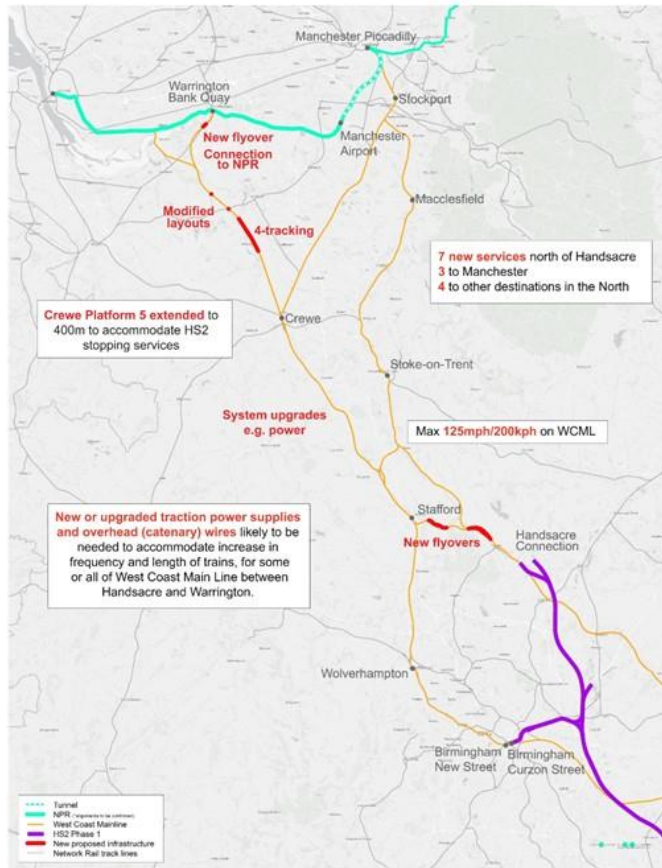 Manchester Piccadilly
Warrington
Bank Quay
Stockport
New flyover
Connection
to NPR
Manchester
Airport
Modified
layouts
4-tracking
Macclesfield
7 new services north of Handsacre
3 to Manchester
4 to other destinations in the North
Crewe Platform 5 extended to
400m to accommodate HS2
stopping services
Crewe
Stoke-on-Trent
System upgrades
e.g. power
Max 125mph/200kph on WCML
New or upgraded traction power supplies
and overhead (catenary) wires likely to be
needed to accommodate increase in
frequency and length of trains, for some
or all of West Coast Main Line between
Handsacre and Warrington.
Stafford
New flyovers
Handsacre
Connection
Wolverhampton
Birmingham
New Street
Birmingham
Curzon Street
Tunnel
NPR (*alignments to be confirmed)
West Coast Mainline
HS2 Phase 1
New proposed infrastructure
Network Rail track lines